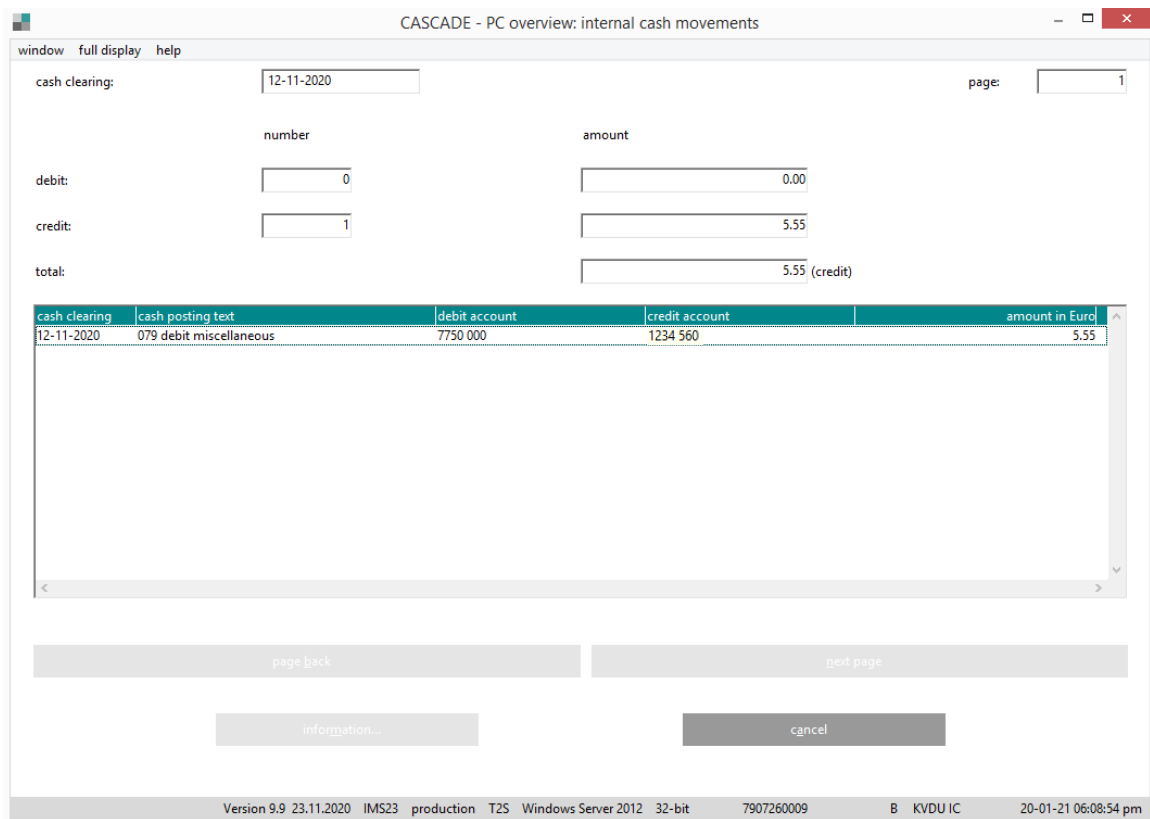 CASCADE - PC overview: internal cash movements
window full display help
cash clearing: 12-11-2020 page: 1
number amount
debit: 0 0.00
credit: 1 5.55
total: 5.55 (credit)
cash clearing cash posting text debit account credit account amount in Euro
12-11-2020 079 debit miscellaneous 7750 000 1234 560 5.55
page back next page
information... cancel
Version 9.9 23.11.2020 IMS23 production T2S Windows Server 2012 32-bit 7907260009 B KVDU IC 20-01-21 06:08:54 pm